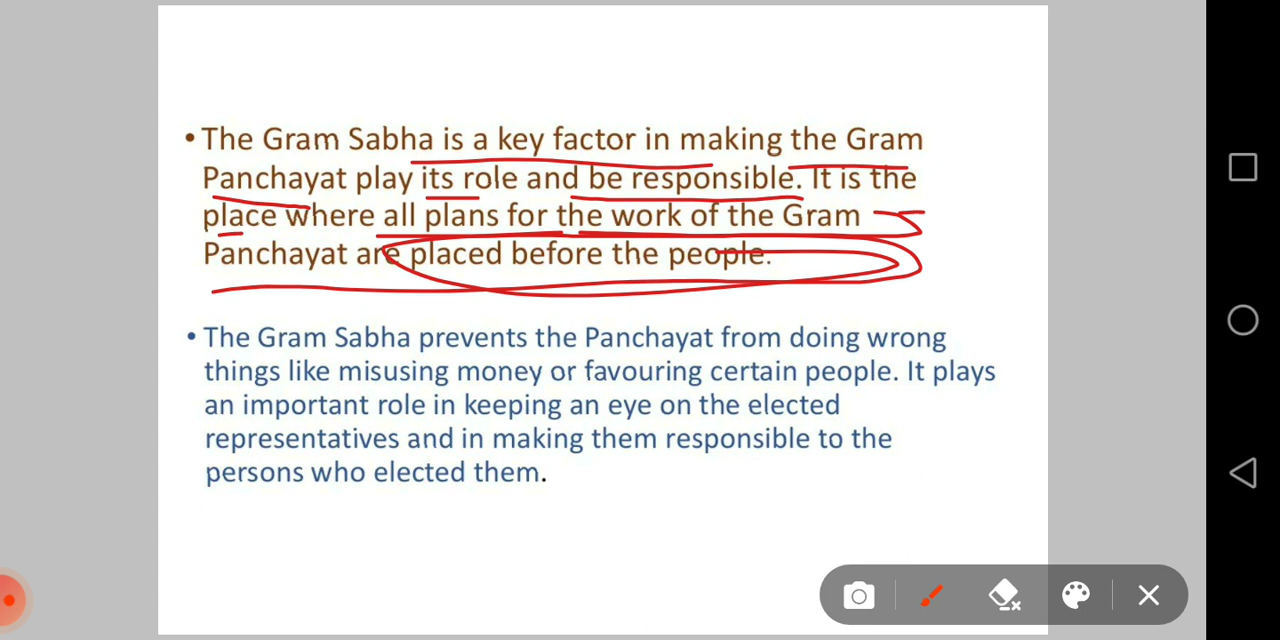 • The Gram Sabha is a key factor in making the Gram
Panchayat play its role and be responsible. It is the
place where all plans for the work of the Gram
Panchayat are placed before the people.
• The Gram Sabha prevents the Panchayat from doing wrong
things like misusing money or favouring certain people. It plays
an important role in keeping an eye on the elected
representatives and in making them responsible to the
persons who elected them.